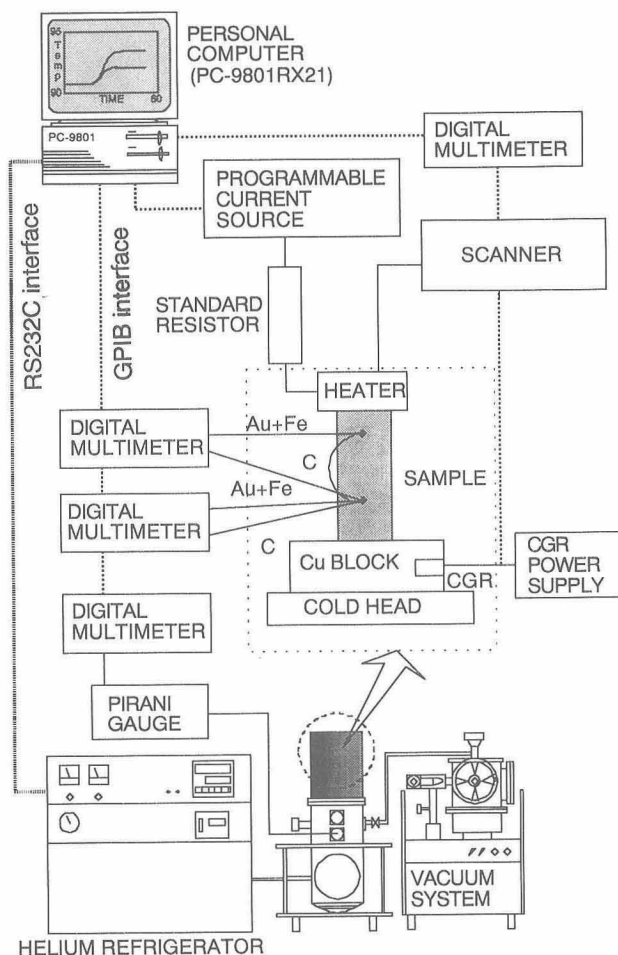 95
Temp
90
TIME
60
PERSONAL
COMPUTER
(PC-9801RX21)
PC-9801
DIGITAL
MULTIMETER
PROGRAMMABLE
CURRENT
SOURCE
SCANNER
STANDARD
RESISTOR
RS232C interface
GPIB interface
HEATER
DIGITAL
MULTIMETER
Au+Fe
C
SAMPLE
DIGITAL
MULTIMETER
Au+Fe
C
Cu BLOCK
CGR
CGR
POWER
SUPPLY
COLD HEAD
DIGITAL
MULTIMETER
PIRANI
GAUGE
VACUUM
SYSTEM
HELIUM REFRIGERATOR